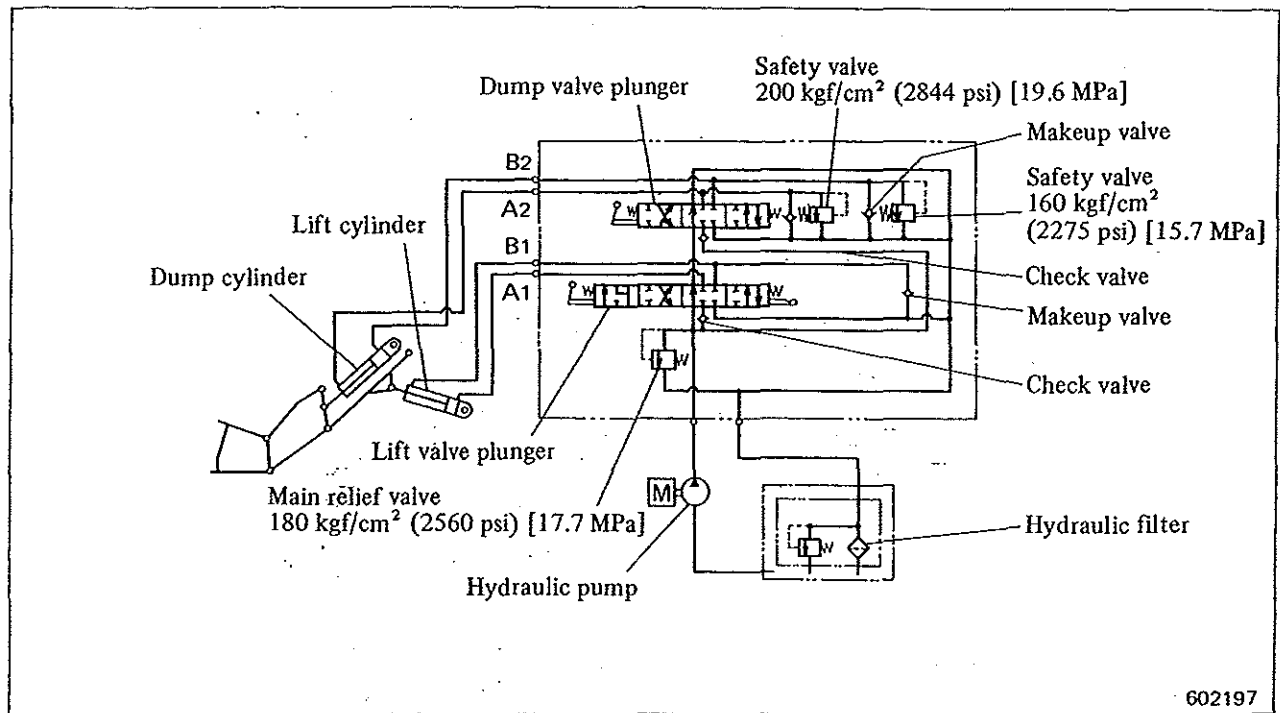 Safety valve
200 kgf/cm² (2844 psi) [19.6 MPa]
Dump valve plunger
Makeup valve
B2
Safety valve
160 kgf/cm²
(2275 psi) [15.7 MPa]
A2
Lift cylinder
B1
Check valve
Dump cylinder
A1
Makeup valve
Check valve
Lift valve plunger
Main relief valve
180 kgf/cm² (2560 psi) [17.7 MPa]
M
Hydraulic filter
Hydraulic pump
602197